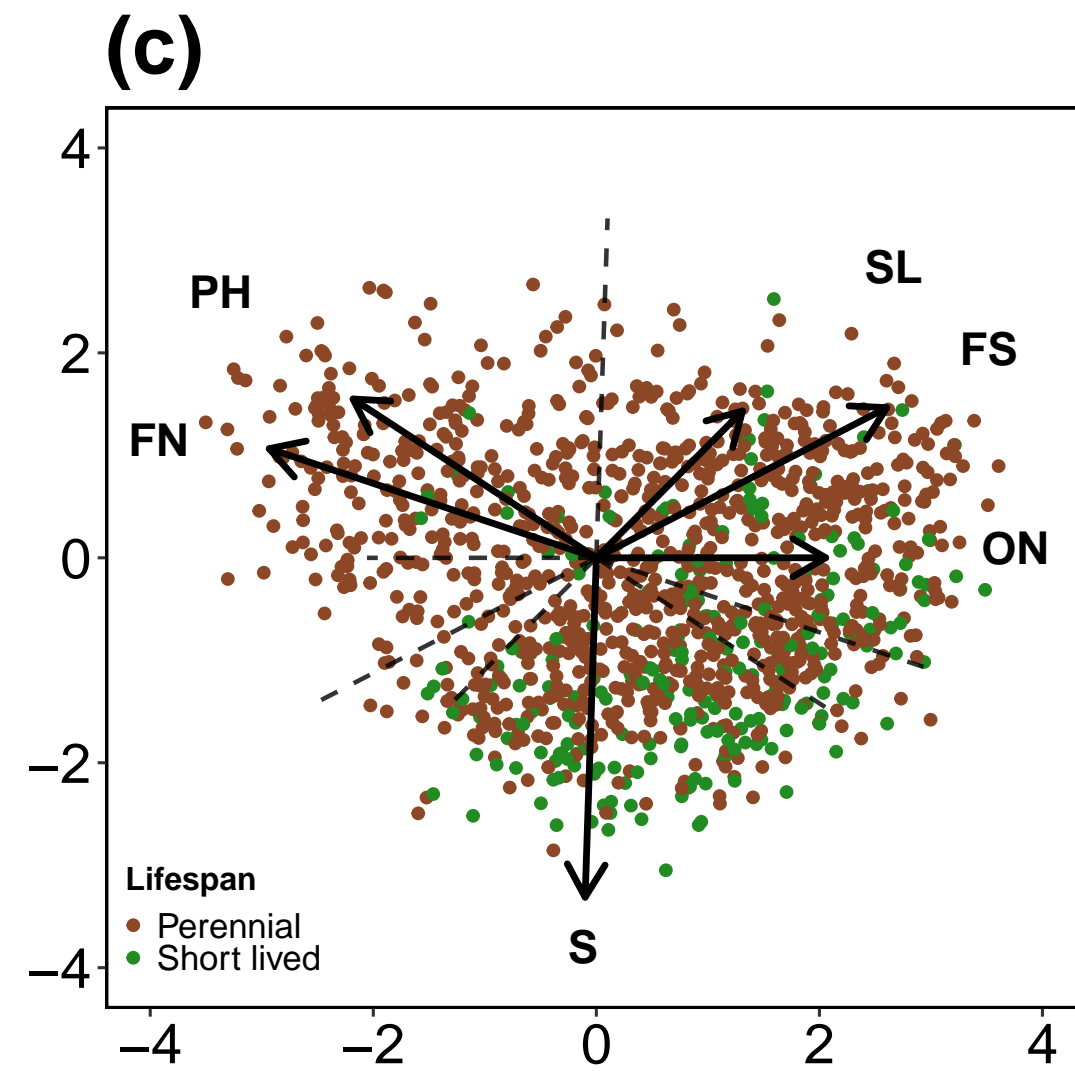 (c)
4
2
0
−2
−4
PH
FN
SL
FS
ON
S
Lifespan
Perennial
Short lived
−4
−2
0
2
4